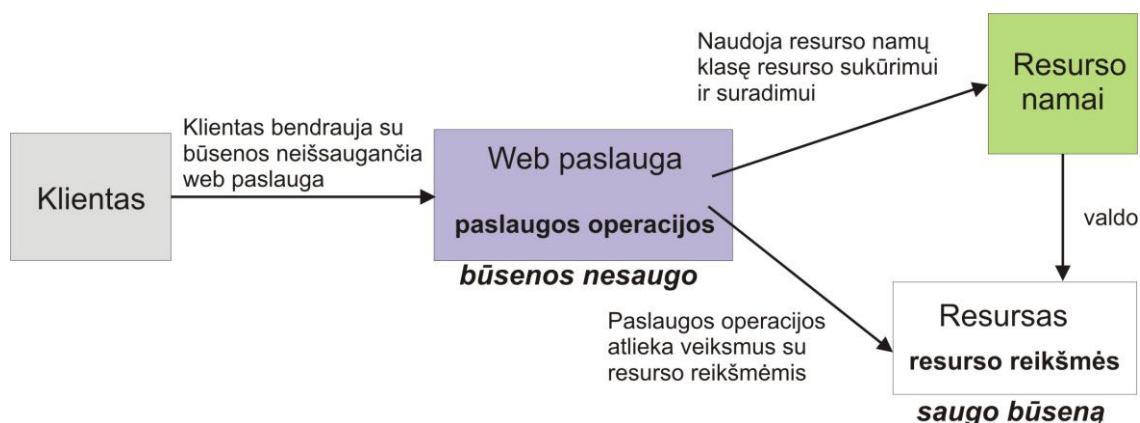 Klientas
Klientas bendrauja su
būsenos neišsaugančia
web paslauga
Web paslauga
paslaugos operacijos
būsenos nesaugo
Naudoja resurso namų
klasę resurso sukūrimui
ir suradimui
Resurso
namai
valdo
Paslaugos operacijos
atlieka veiksmus su
resurso reikšmėmis
Resursas
resurso reikšmės
saugo būseną